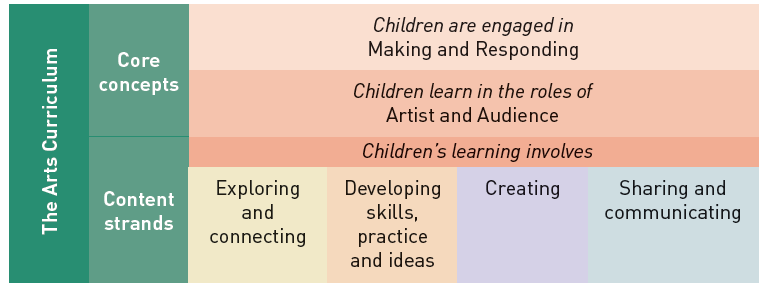 The Arts Curriculum
Core
concepts
Children are engaged in
Making and Responding
Children learn in the roles of
Artist and Audience
Content
strands
Children’s learning involves
Exploring
and
connecting
Developing
skills,
practice
and ideas
Creating
Sharing and
communicating